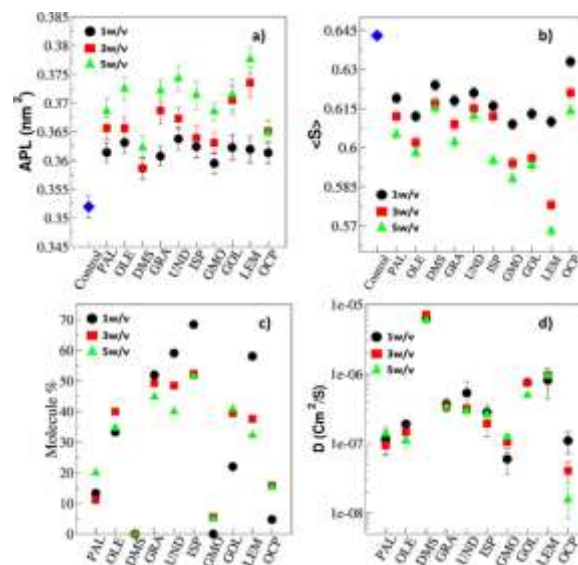 a)
APL (nm²)
0.385
0.38
0.375
0.37
0.365
0.36
0.355
0.35
0.345
1w/v
3w/v
5w/v
Control
PAL
OLE
DMS
GRA
UND
ISP
GMO
GOL
LEM
OCP
b)
<S>
0.645
0.63
0.615
0.6
0.585
0.57
1w/v
3w/v
5w/v
Control
PAL
OLE
DMS
GRA
UND
ISP
GMO
GOL
LEM
OCP
c)
Molecule %
70
60
50
40
30
20
10
0
1w/v
3w/v
5w/v
PAL
OLE
DMS
GRA
UND
ISP
GMO
GOL
LEM
OCP
d)
D (Cm²/S)
1e-05
1e-06
1e-07
1e-08
1w/v
3w/v
5w/v
PAL
OLE
DMS
GRA
UND
ISP
GMO
GOL
LEM
OCP